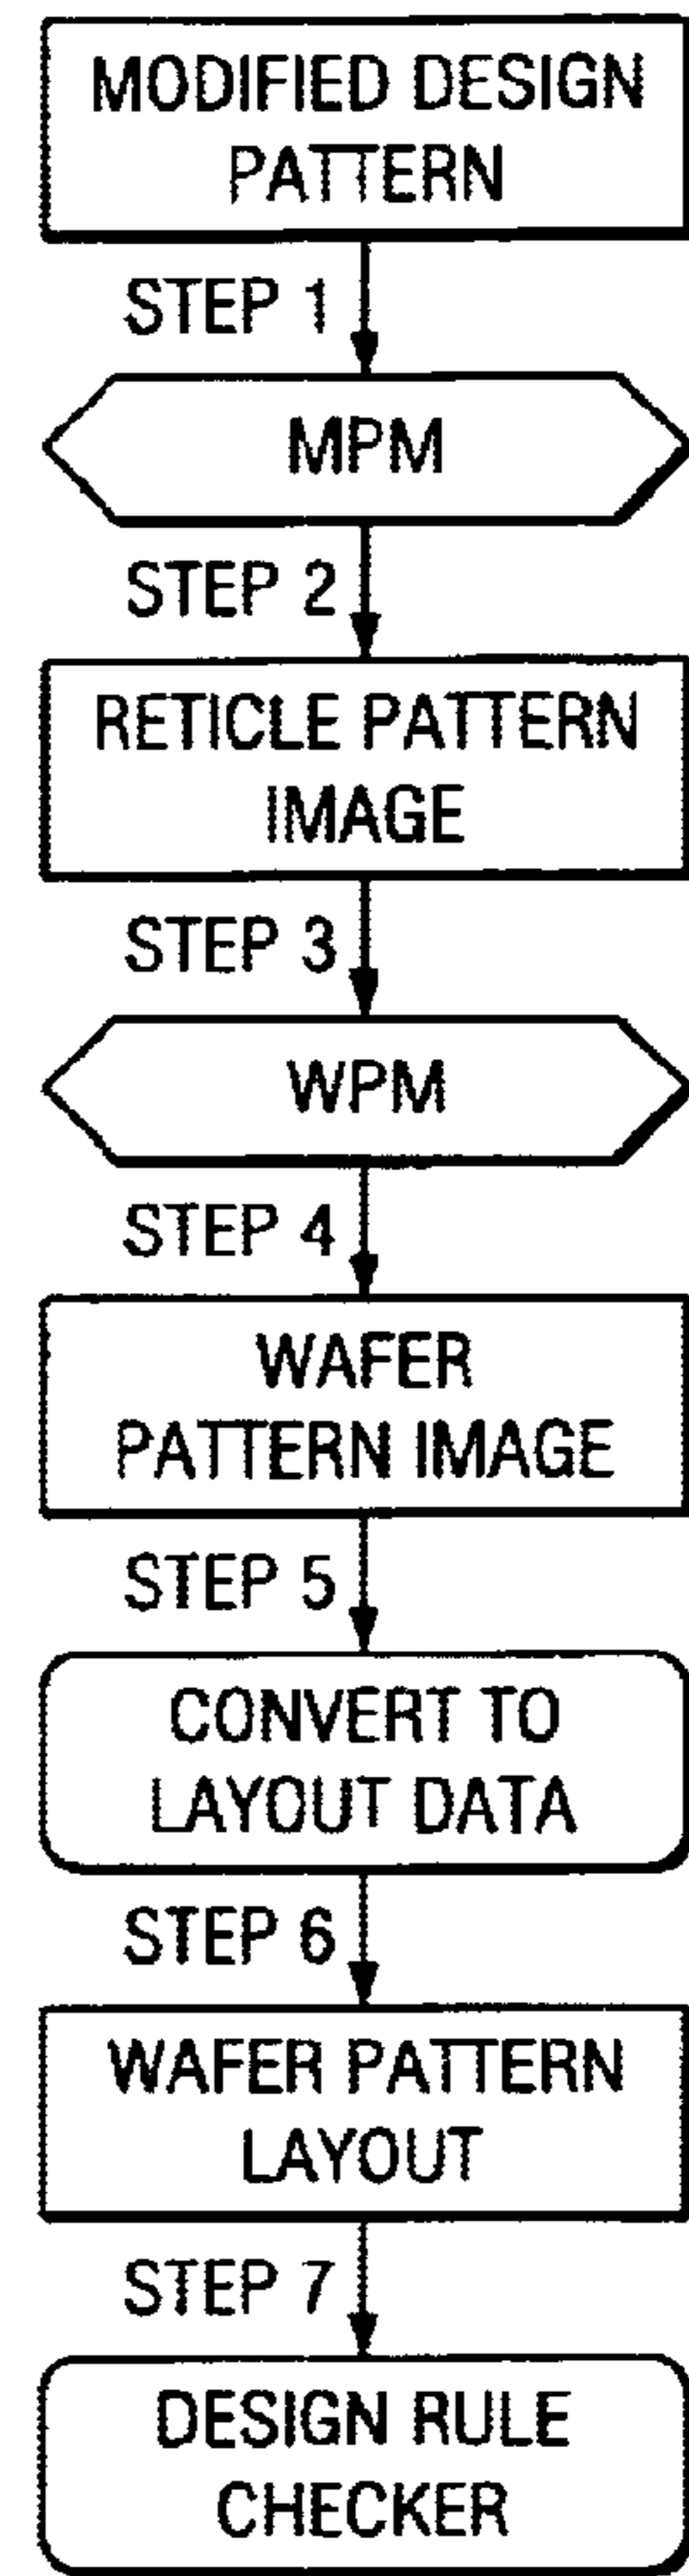 MODIFIED DESIGN
PATTERN
STEP 1
MPM
STEP 2
RETICLE PATTERN
IMAGE
STEP 3
WPM
STEP 4
WAFER
PATTERN IMAGE
STEP 5
CONVERT TO
LAYOUT DATA
STEP 6
WAFER PATTERN
LAYOUT
STEP 7
DESIGN RULE
CHECKER